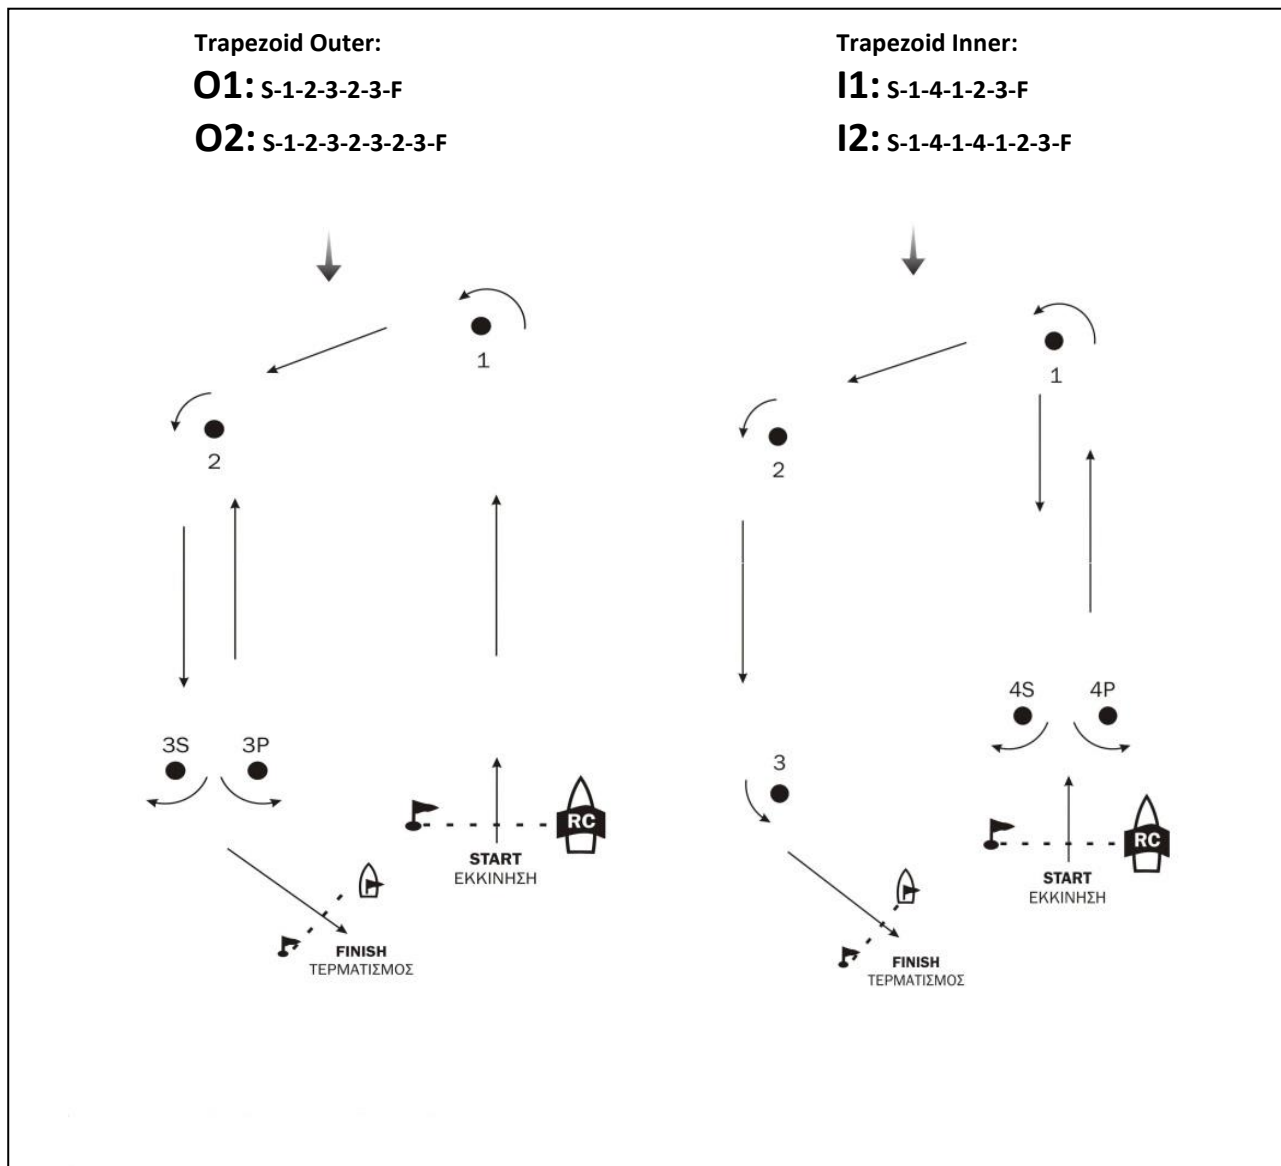 Trapezoid Outer:
O1: S-1-2-3-2-3-F
O2: S-1-2-3-2-3-2-3-F
1
2
3S 3P
RC
START
ΕΚΚΙΝΗΣΗ
FINISH
ΤΕΡΜΑΤΙΣΜΟΣ
Trapezoid Inner:
I1: S-1-4-1-2-3-F
I2: S-1-4-1-4-1-2-3-F
1
2
4S 4P
3
RC
START
ΕΚΚΙΝΗΣΗ
FINISH
ΤΕΡΜΑΤΙΣΜΟΣ